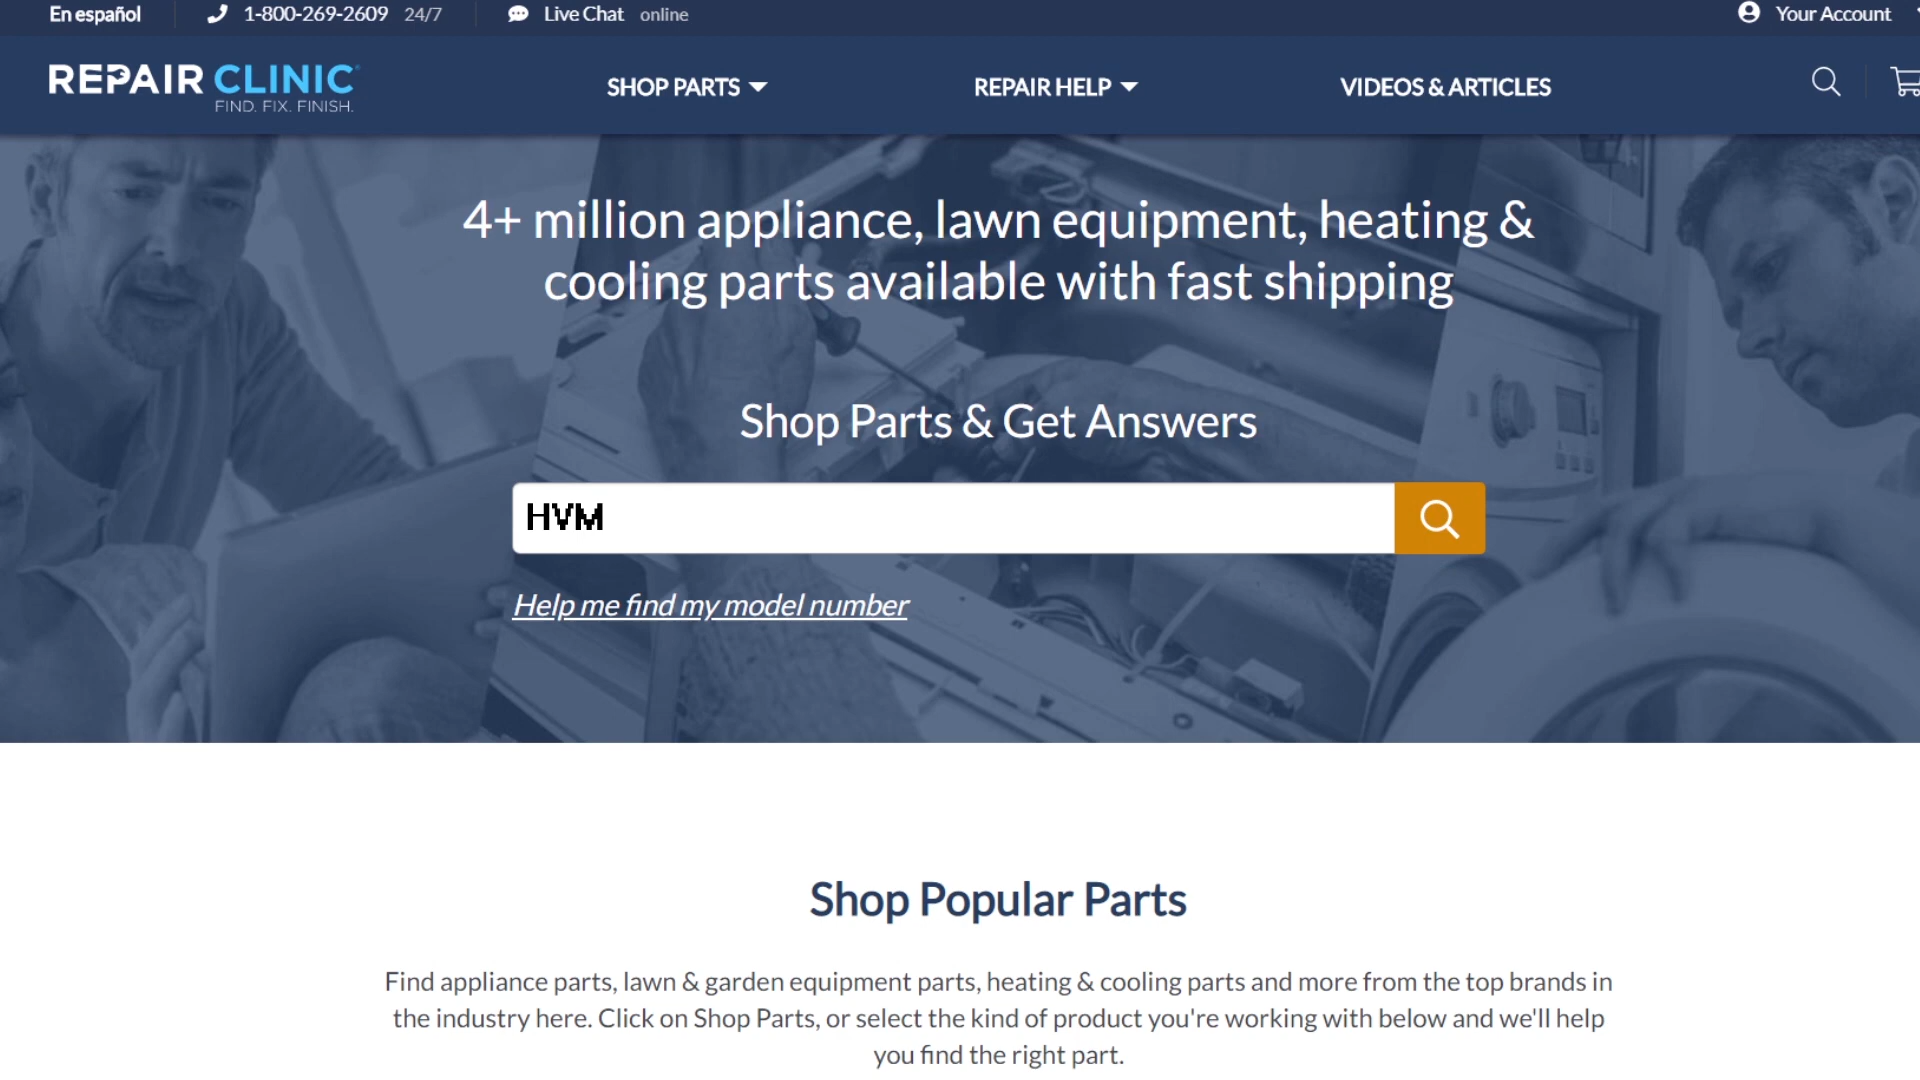 En español
1-800-269-2609 24/7
Live Chat online
Your Account
REPAIR CLINIC
FIND. FIX. FINISH.
SHOP PARTS
REPAIR HELP
VIDEOS & ARTICLES
4+ million appliance, lawn equipment, heating &
cooling parts available with fast shipping
Shop Parts & Get Answers
HVM
Help me find my model number
Shop Popular Parts
Find appliance parts, lawn & garden equipment parts, heating & cooling parts and more from the top brands in
the industry here. Click on Shop Parts, or select the kind of product you're working with below and we'll help
you find the right part.